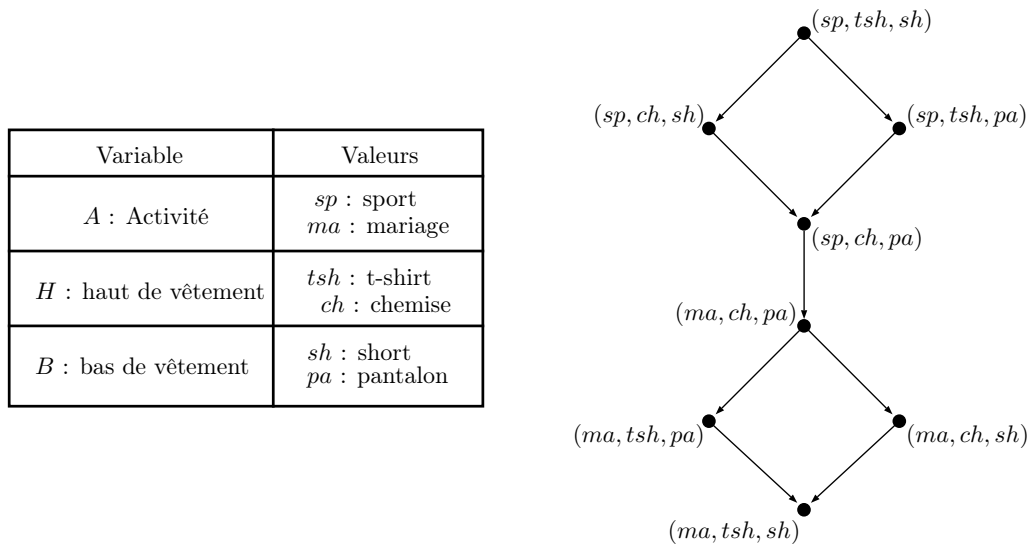 Variable Valeurs
A : Activité
sp : sport
ma : mariage
H : haut de vêtement
tsh : t-shirt
ch : chemise
B : bas de vêtement
sh : short
pa : pantalon
(sp, tsh, sh)
(sp, ch, sh) (sp, tsh, pa)
(sp, ch, pa)
(ma, ch, pa)
(ma, tsh, pa) (ma, ch, sh)
(ma, tsh, sh)